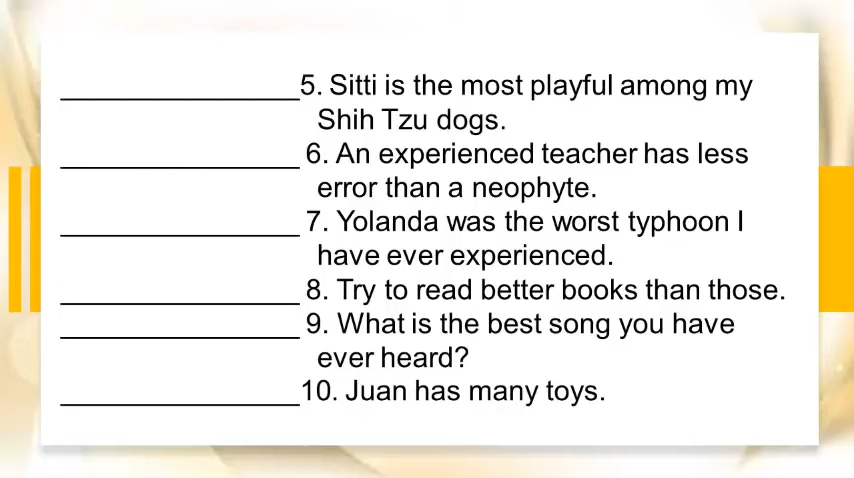 ________________5. Sitti is the most playful among my
Shih Tzu dogs.
________________ 6. An experienced teacher has less
error than a neophyte.
________________ 7. Yolanda was the worst typhoon I
have ever experienced.
________________ 8. Try to read better books than those.
________________ 9. What is the best song you have
ever heard?
________________10. Juan has many toys.